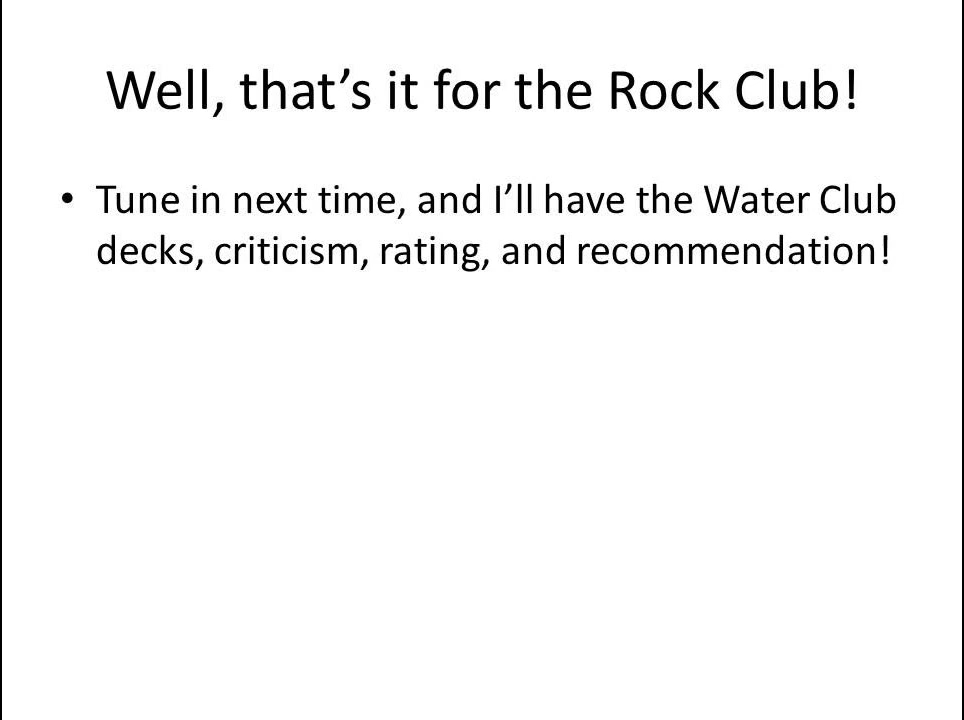 Well, that’s it for the Rock Club!
• Tune in next time, and I’ll have the Water Club
decks, criticism, rating, and recommendation!